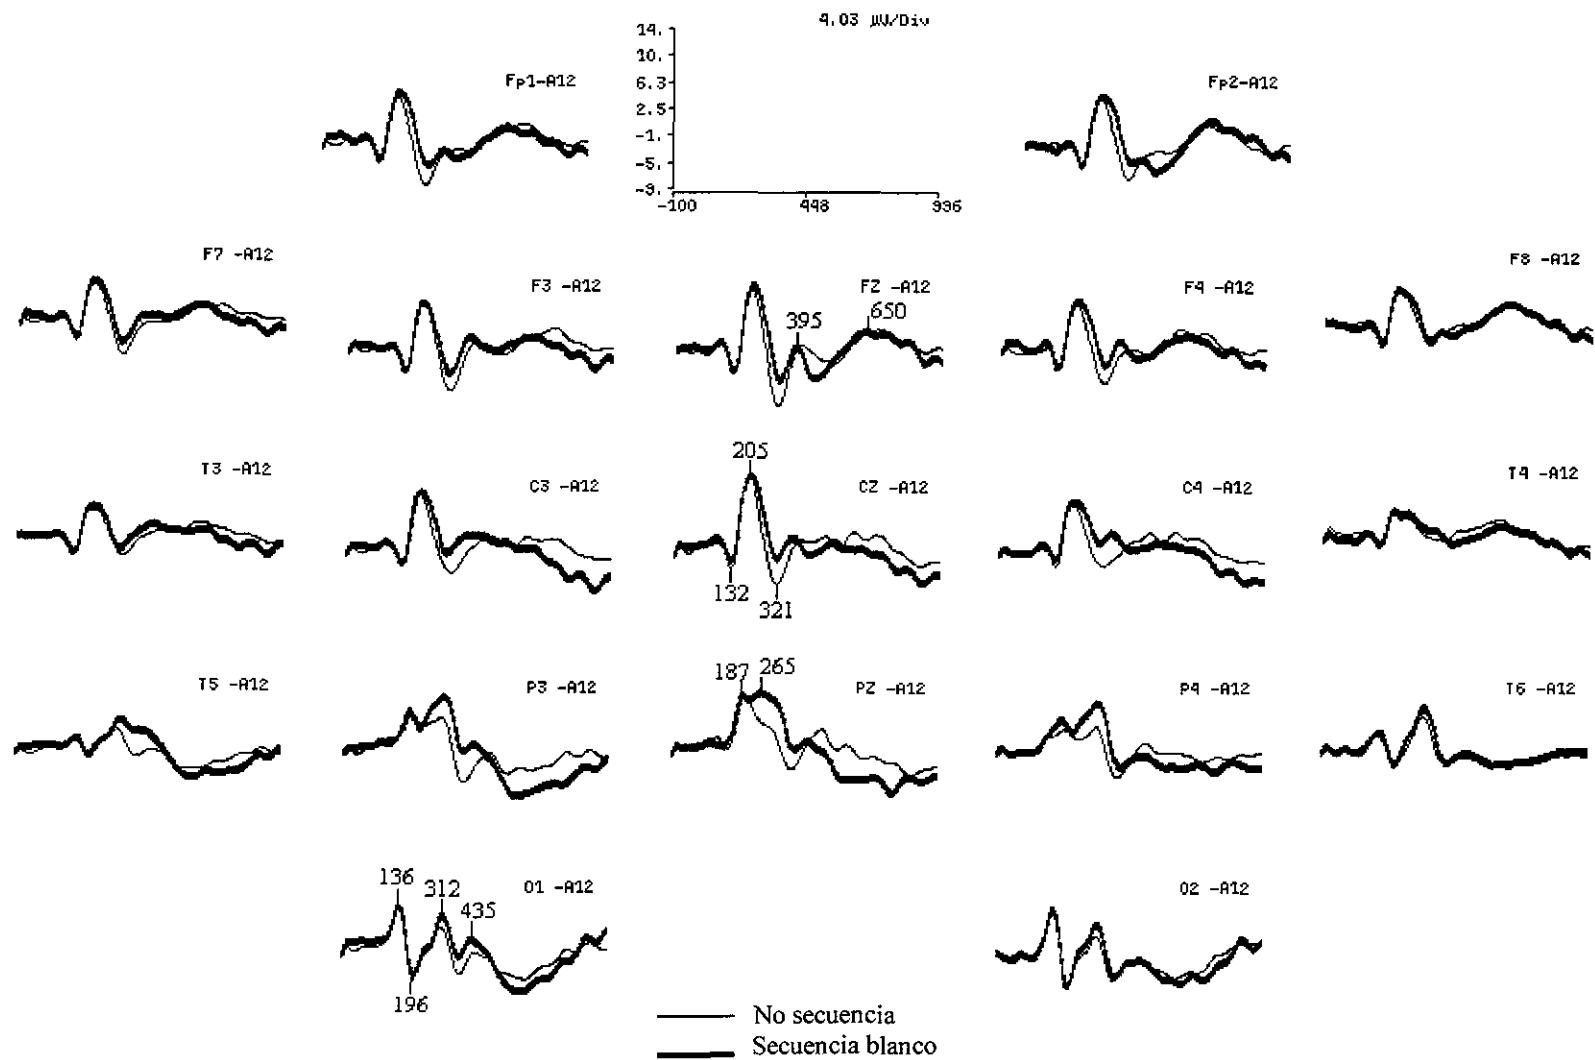 4.03 µV/Div
14.
10.
6.3
2.5
-1.
-5.
-9.
-100 448 996
Fp1-A12
Fp2-A12
F7 -A12
F3 -A12
FZ -A12
F4 -A12
F8 -A12
395
650
T3 -A12
C3 -A12
205
CZ -A12
C4 -A12
T4 -A12
132
321
T5 -A12
P3 -A12
187
265
PZ -A12
P4 -A12
T6 -A12
136
312
435
O1 -A12
O2 -A12
196
No secuencia
Secuencia blanco